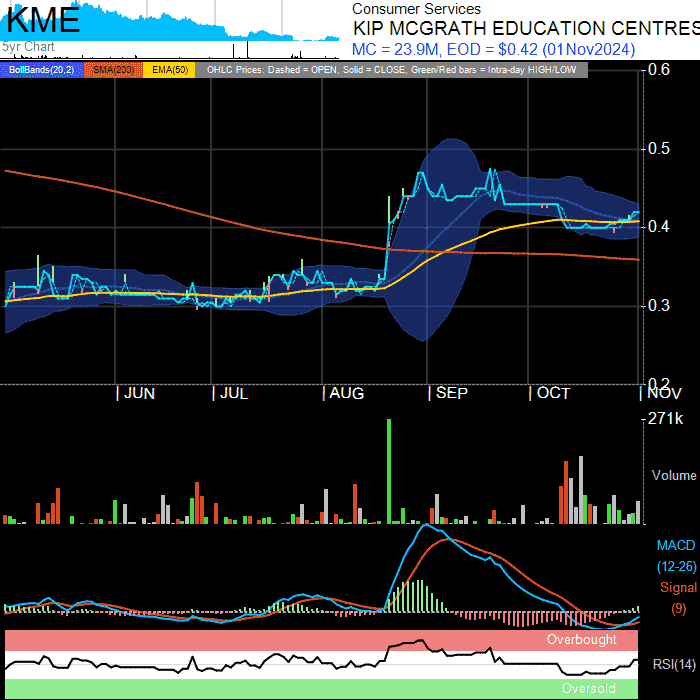 KME
5yr Chart
Consumer Services
KIP MCGRATH EDUCATION CENTRES
MC = 23.9M, EOD = $0.42 (01Nov2024)
BollBands(20,2) SMA(200) EMA(50) OHLC Prices: Dashed = OPEN, Solid = CLOSE, Green/Red bars = Intra-day HIGH/LOW
0.6
0.5
0.4
0.3
0.2
JUN JUL AUG SEP OCT NOV
271k
Volume
MACD
(12-26)
Signal
(9)
Overbought
RSI(14)
Oversold